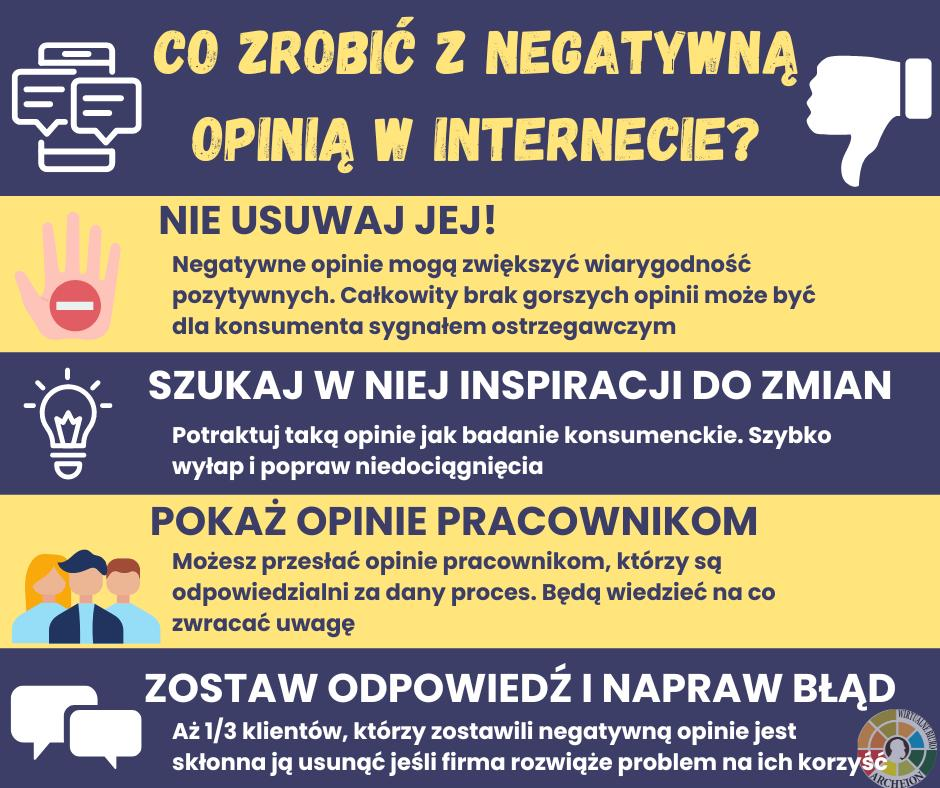 CO ZROBIĆ Z NEGATYWNĄ
OPINIĄ W INTERNECIE?
NIE USUWAJ JEJ!
Negatywne opinie mogą zwiększyć wiarygodność
pozytywnych. Całkowity brak gorszych opinii może być
dla konsumenta sygnałem ostrzegawczym
SZUKAJ W NIEJ INSPIRACJI DO ZMIAN
Potraktuj taką opinie jak badanie konsumenckie. Szybko
wyłap i popraw niedociągnięcia
POKAŻ OPINIE PRACOWNIKOM
Możesz przesłać opinie pracownikom, którzy są
odpowiedzialni za dany proces. Będą wiedzieć na co
zwracać uwagę
ZOSTAW ODPOWIEDŹ I NAPRAW BŁĄD
Aż 1/3 klientów, którzy zostawili negatywną opinie jest
skłonna ją usunąć jeśli firma rozwiąże problem na ich korzyść
ARCHEION